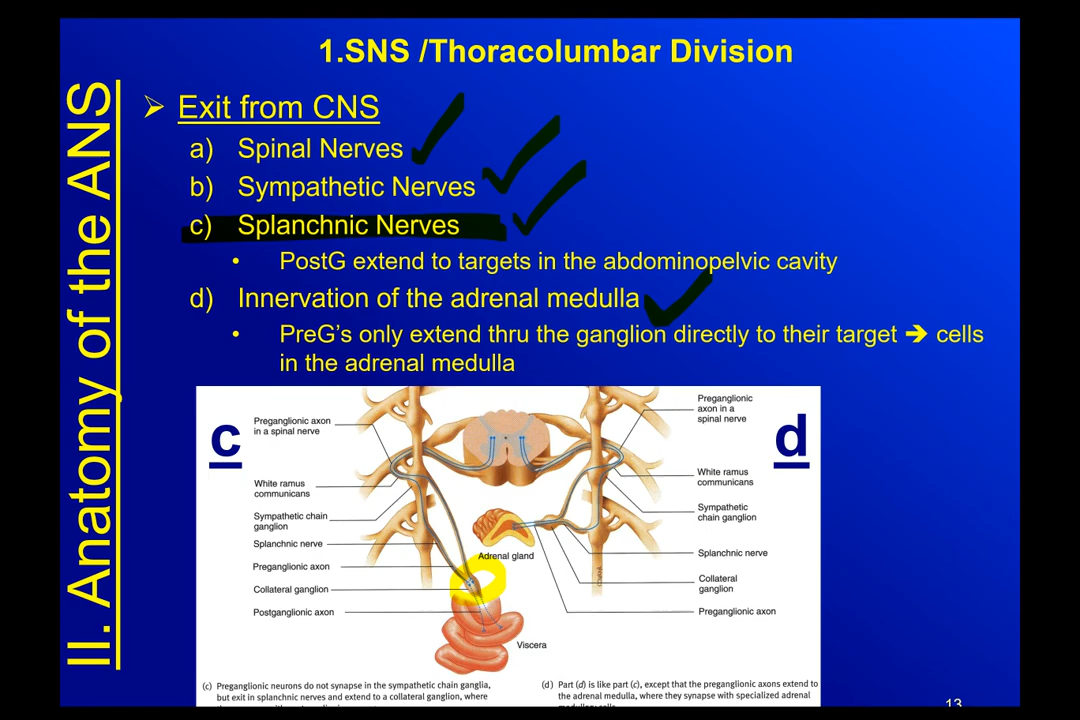 1.SNS /Thoracolumbar Division
II. Anatomy of the ANS
Exit from CNS
a) Spinal Nerves
b) Sympathetic Nerves
c) Splanchnic Nerves
• PostG extend to targets in the abdominopelvic cavity
d) Innervation of the adrenal medulla
• PreG's only extend thru the ganglion directly to their target ➔ cells
in the adrenal medulla
c
Preganglionic axon
in a spinal nerve
White ramus
communicans
Sympathetic chain
ganglion
Splanchnic nerve
Preganglionic axon
Collateral ganglion
Postganglionic axon
Adrenal gland
Viscera
d
Preganglionic
axon in a
spinal nerve
White ramus
communicans
Sympathetic
chain ganglion
Splanchnic nerve
Collateral
ganglion
Preganglionic axon
(c) Preganglionic neurons do not synapse in the sympathetic chain ganglia,
but exit in splanchnic nerves and extend to a collateral ganglion, where
(d) Part (d) is like part (c), except that the preganglionic axons extend to
the adrenal medulla, where they synapse with specialized adrenal
13